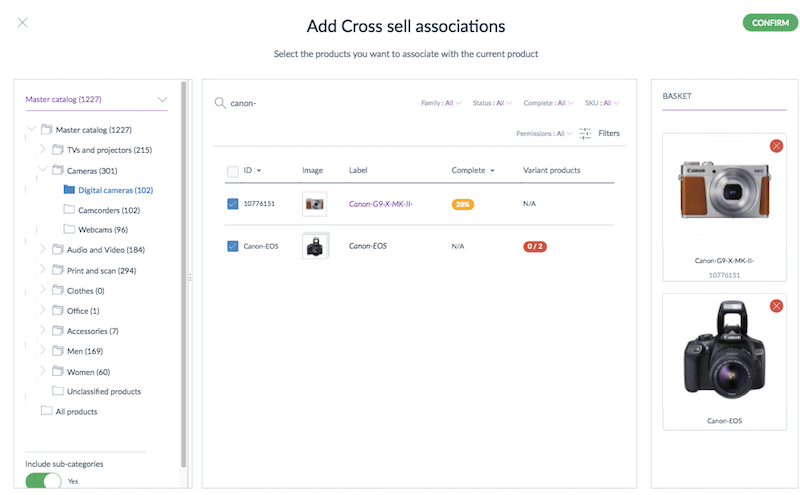 Add Cross sell associations
CONFIRM
Select the products you want to associate with the current product
Master catalog (1227)
Master catalog (1227)
TVs and projectors (215)
Cameras (301)
Digital cameras (102)
Camcorders (102)
Webcams (96)
Audio and Video (184)
Print and scan (294)
Clothes (0)
Office (1)
Accessories (7)
Men (169)
Women (60)
Unclassified products
All products
Include sub-categories
Yes
canon-
Family : All Status : All Complete : All SKU : All
Permissions : All Filters
ID Image Label Complete Variant products
10776151 Canon-G9-X-MK-II- 28% N/A
Canon-EOS Canon-EOS N/A 0 / 2
BASKET
Canon
Canon-G9-X-MK-II-
10776151
Canon
Canon-EOS